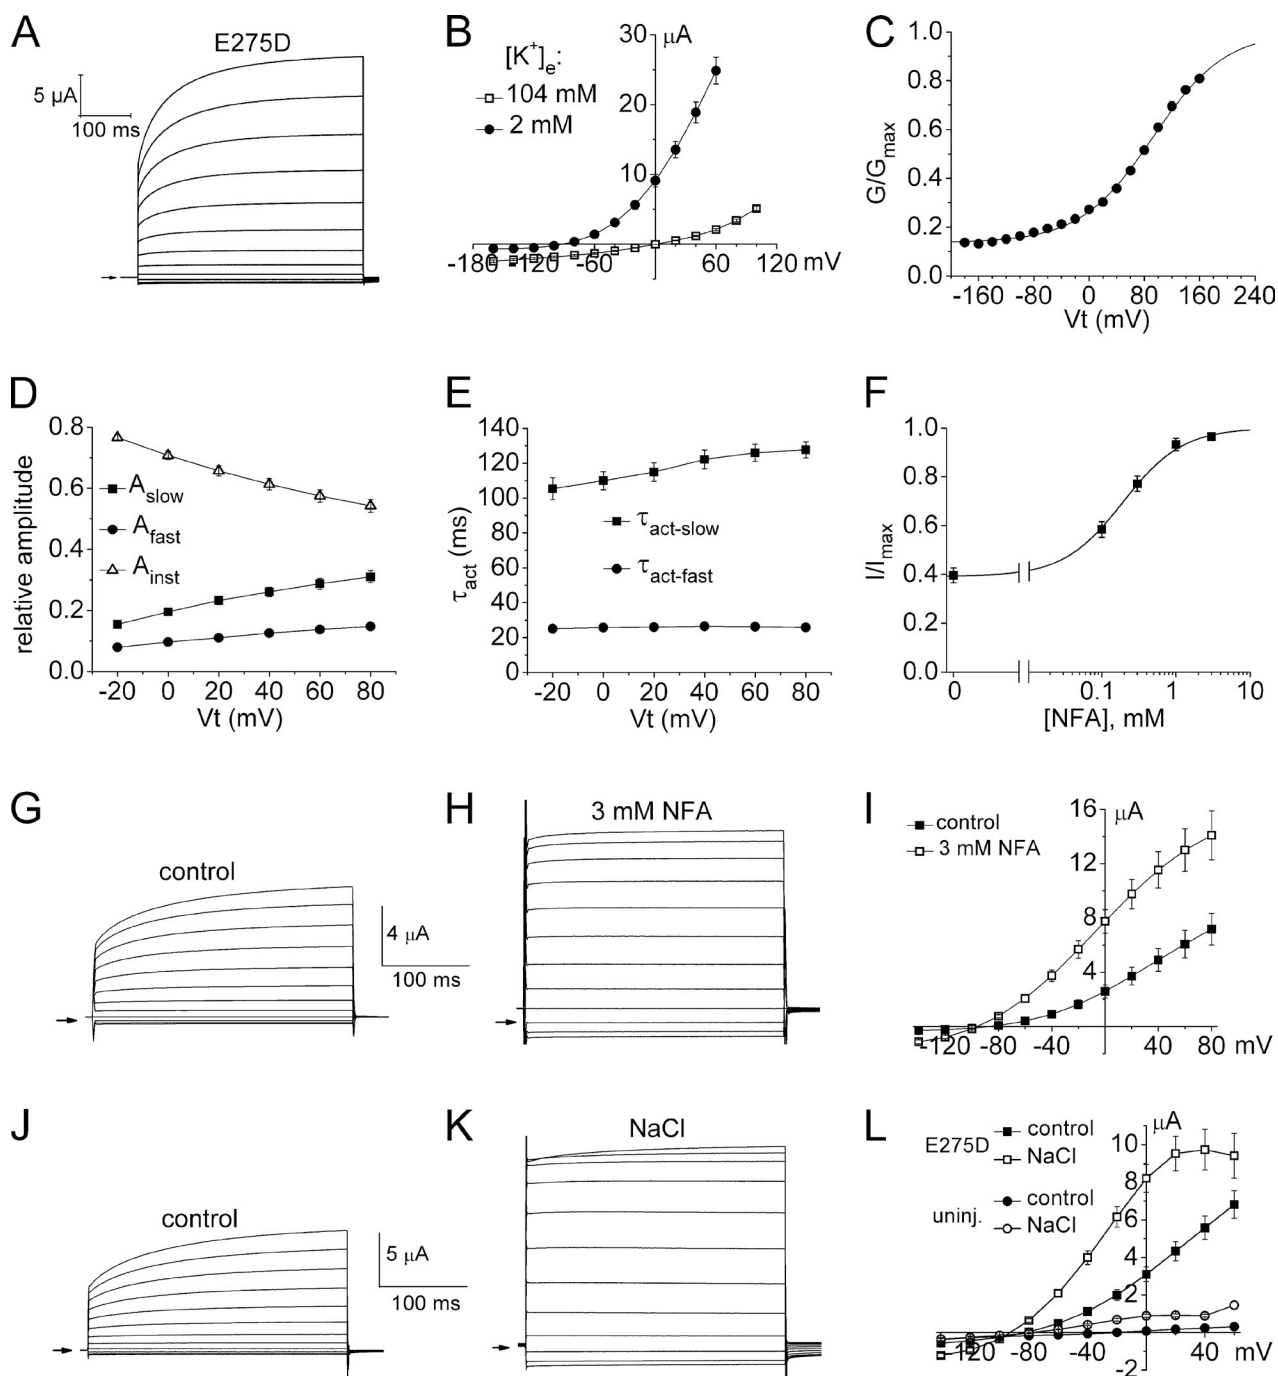 A
E275D
5 µA
100 ms
B
[K+]e:
104 mM
2 mM
30
µA
20
10
-180
-120
-60
60
120
mV
C
G/Gmax
1.0
0.8
0.6
0.4
0.2
0.0
-160
-80
0
80
160
240
Vt (mV)
D
relative amplitude
0.8
0.6
0.4
0.2
0.0
Aslow
Afast
Ainst
-20
0
20
40
60
80
Vt (mV)
E
τact (ms)
140
120
100
80
60
40
20
0
τact-slow
τact-fast
-20
0
20
40
60
80
Vt (mV)
F
I/Imax
1.0
0.8
0.6
0.4
0.2
0.0
0
0.1
1
10
[NFA], mM
G
control
4 µA
100 ms
H
3 mM NFA
I
control
3 mM NFA
16
µA
12
8
4
-120
-80
-40
40
80
mV
J
control
5 µA
100 ms
K
NaCl
L
E275D
control
NaCl
uninj.
control
NaCl
10
µA
8
6
4
2
-2
-120
-80
-40
40
mV